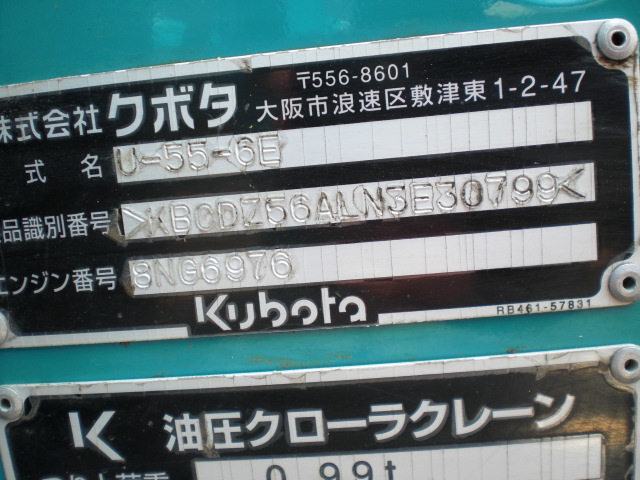 〒556-8601
株式会社クボタ 大阪市浪速区敷津東1-2-47
式 名 U-55-6E
品識別番号 >KBCDZ56ALN3E30799<
エンジン番号 8NG6976
Kubota RB461-57831
K 油圧クローラクレーン
0.99t